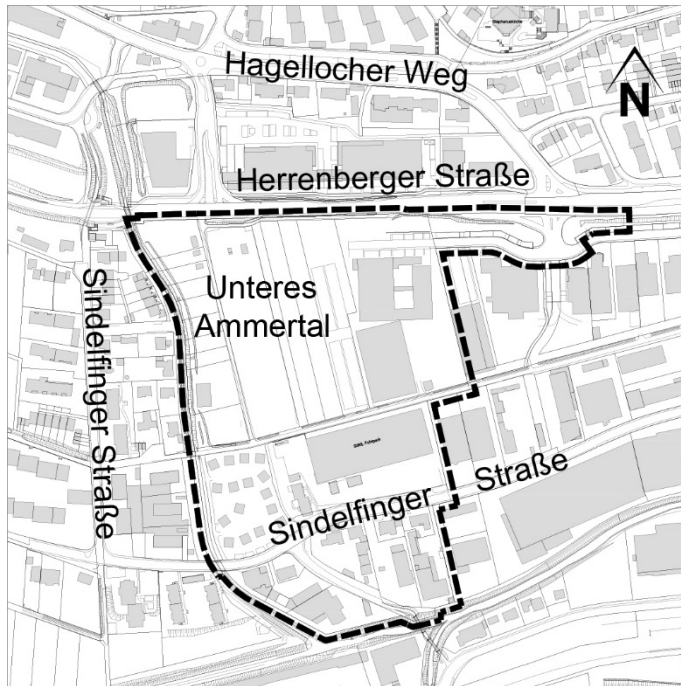 Hagellocher Weg
N
Herrenberger Straße
Unteres
Ammertal
Sindelfinger Straße
Sindelfinger Straße